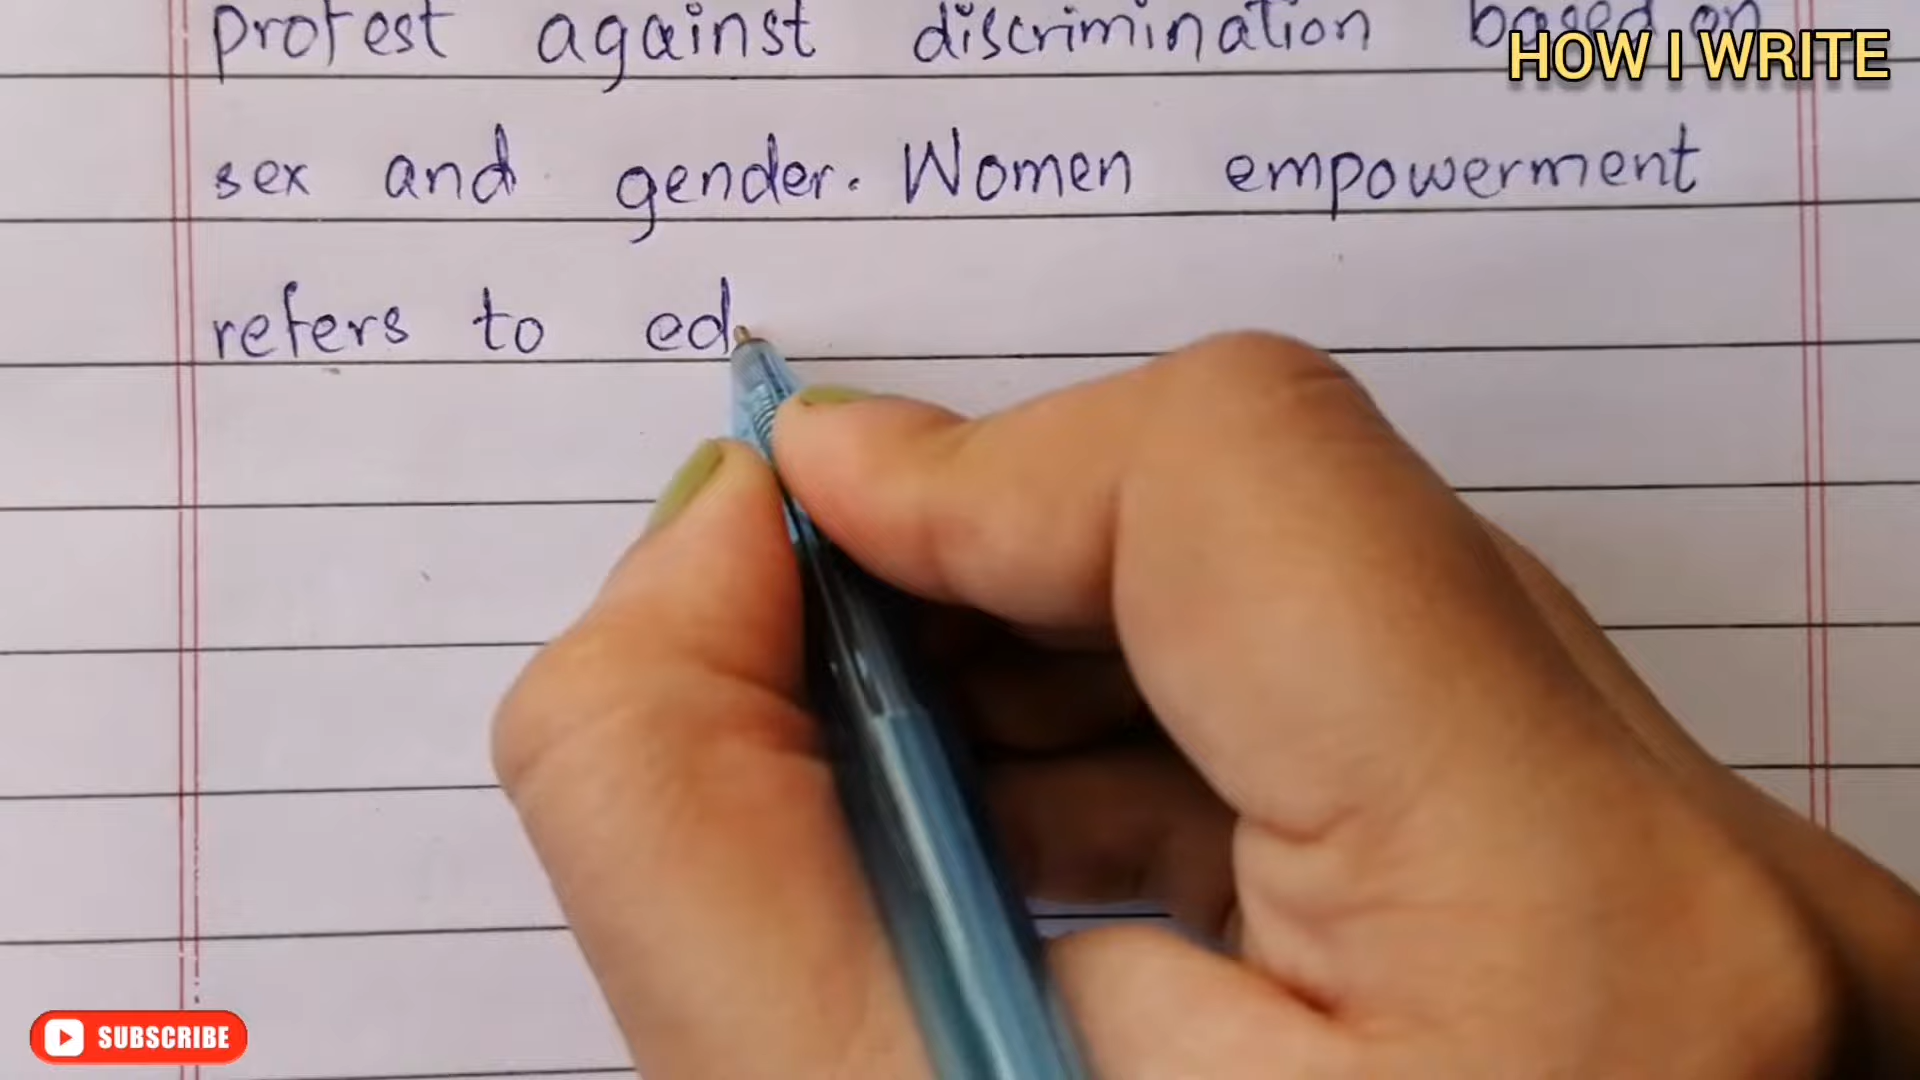 protest against discrimination based on
HOW I WRITE
sex and gender. Women empowerment
refers to ed
SUBSCRIBE